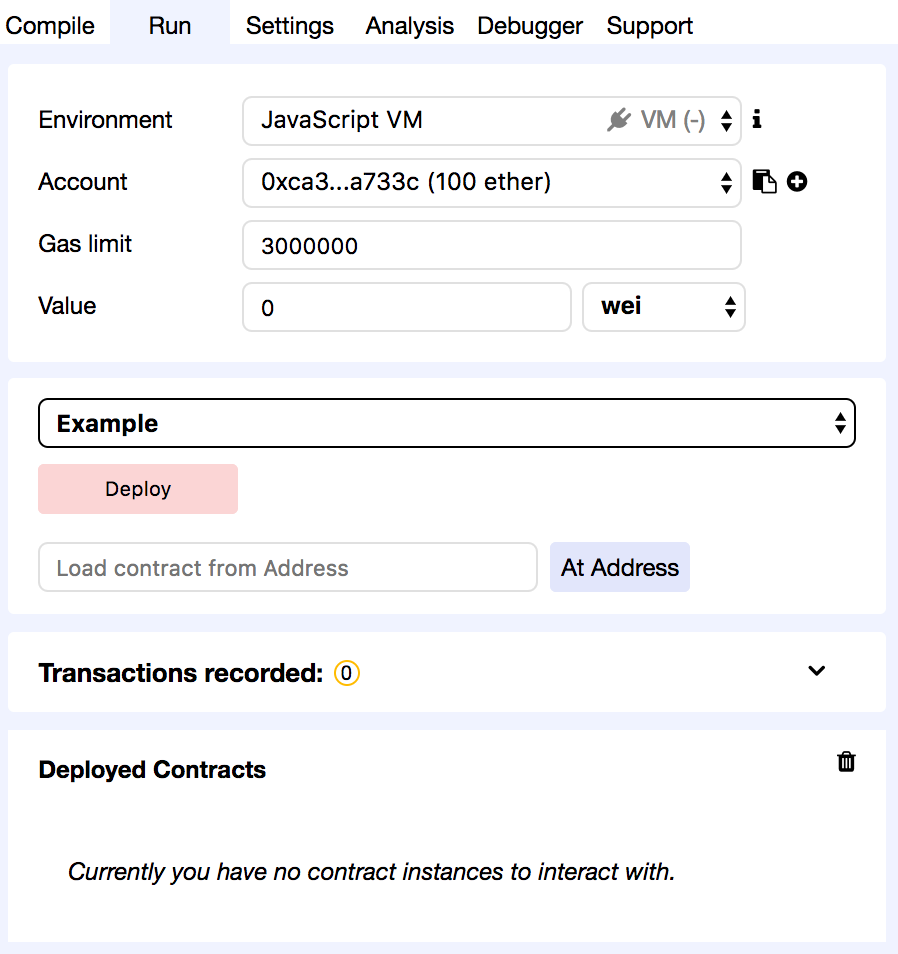 Compile Run Settings Analysis Debugger Support
Environment JavaScript VM VM (-)
Account 0xca3...a733c (100 ether)
Gas limit 3000000
Value 0 wei
Example
Deploy
Load contract from Address At Address
Transactions recorded: 0
Deployed Contracts
Currently you have no contract instances to interact with.